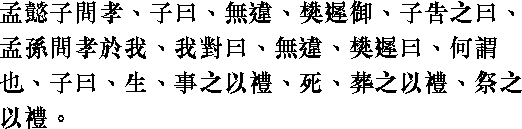 孟懿子問孝、子曰、無違、樊遲御、子告之曰、
孟孫問孝於我、我對曰、無違、樊遲曰、何謂
也、子曰、生、事之以禮、死、葬之以禮、祭之
以禮。